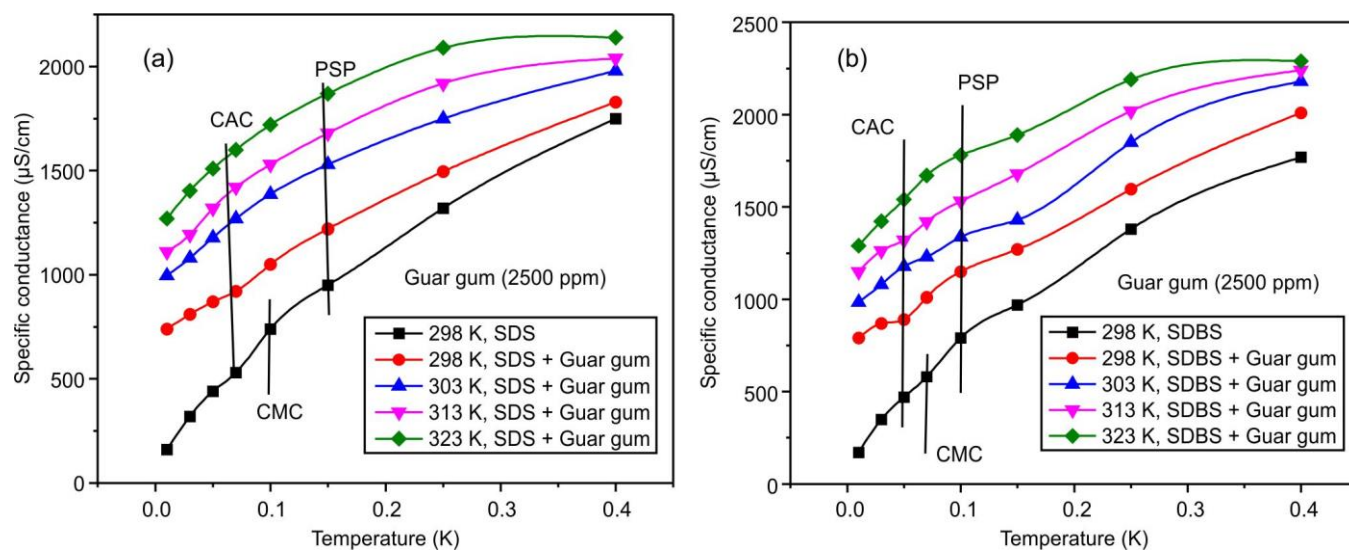 (a)
PSP
CAC
CMC
Guar gum (2500 ppm)
298 K, SDS
298 K, SDS + Guar gum
303 K, SDS + Guar gum
313 K, SDS + Guar gum
323 K, SDS + Guar gum
Specific conductance (µS/cm)
2000
1500
1000
500
0
0.0 0.1 0.2 0.3 0.4
Temperature (K)
(b)
PSP
CAC
CMC
Guar gum (2500 ppm)
298 K, SDBS
298 K, SDBS + Guar gum
303 K, SDBS + Guar gum
313 K, SDBS + Guar gum
323 K, SDBS + Guar gum
Specific conductance (µS/cm)
2500
2000
1500
1000
500
0
0.0 0.1 0.2 0.3 0.4
Temperature (K)